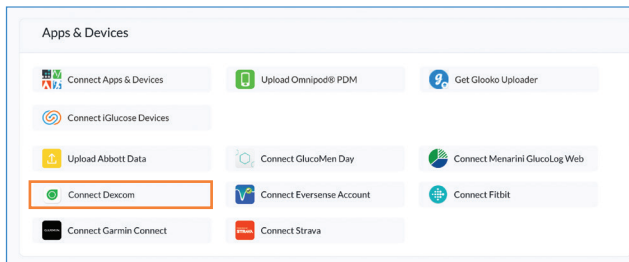 Apps & Devices
Connect Apps & Devices
Upload Omnipod® PDM
Get Glooko Uploader
Connect iGlucose Devices
Upload Abbott Data
Connect GlucoMen Day
Connect Menarini GlucoLog Web
Connect Dexcom
Connect Eversense Account
Connect Fitbit
Connect Garmin Connect
STRAVA
Connect Strava